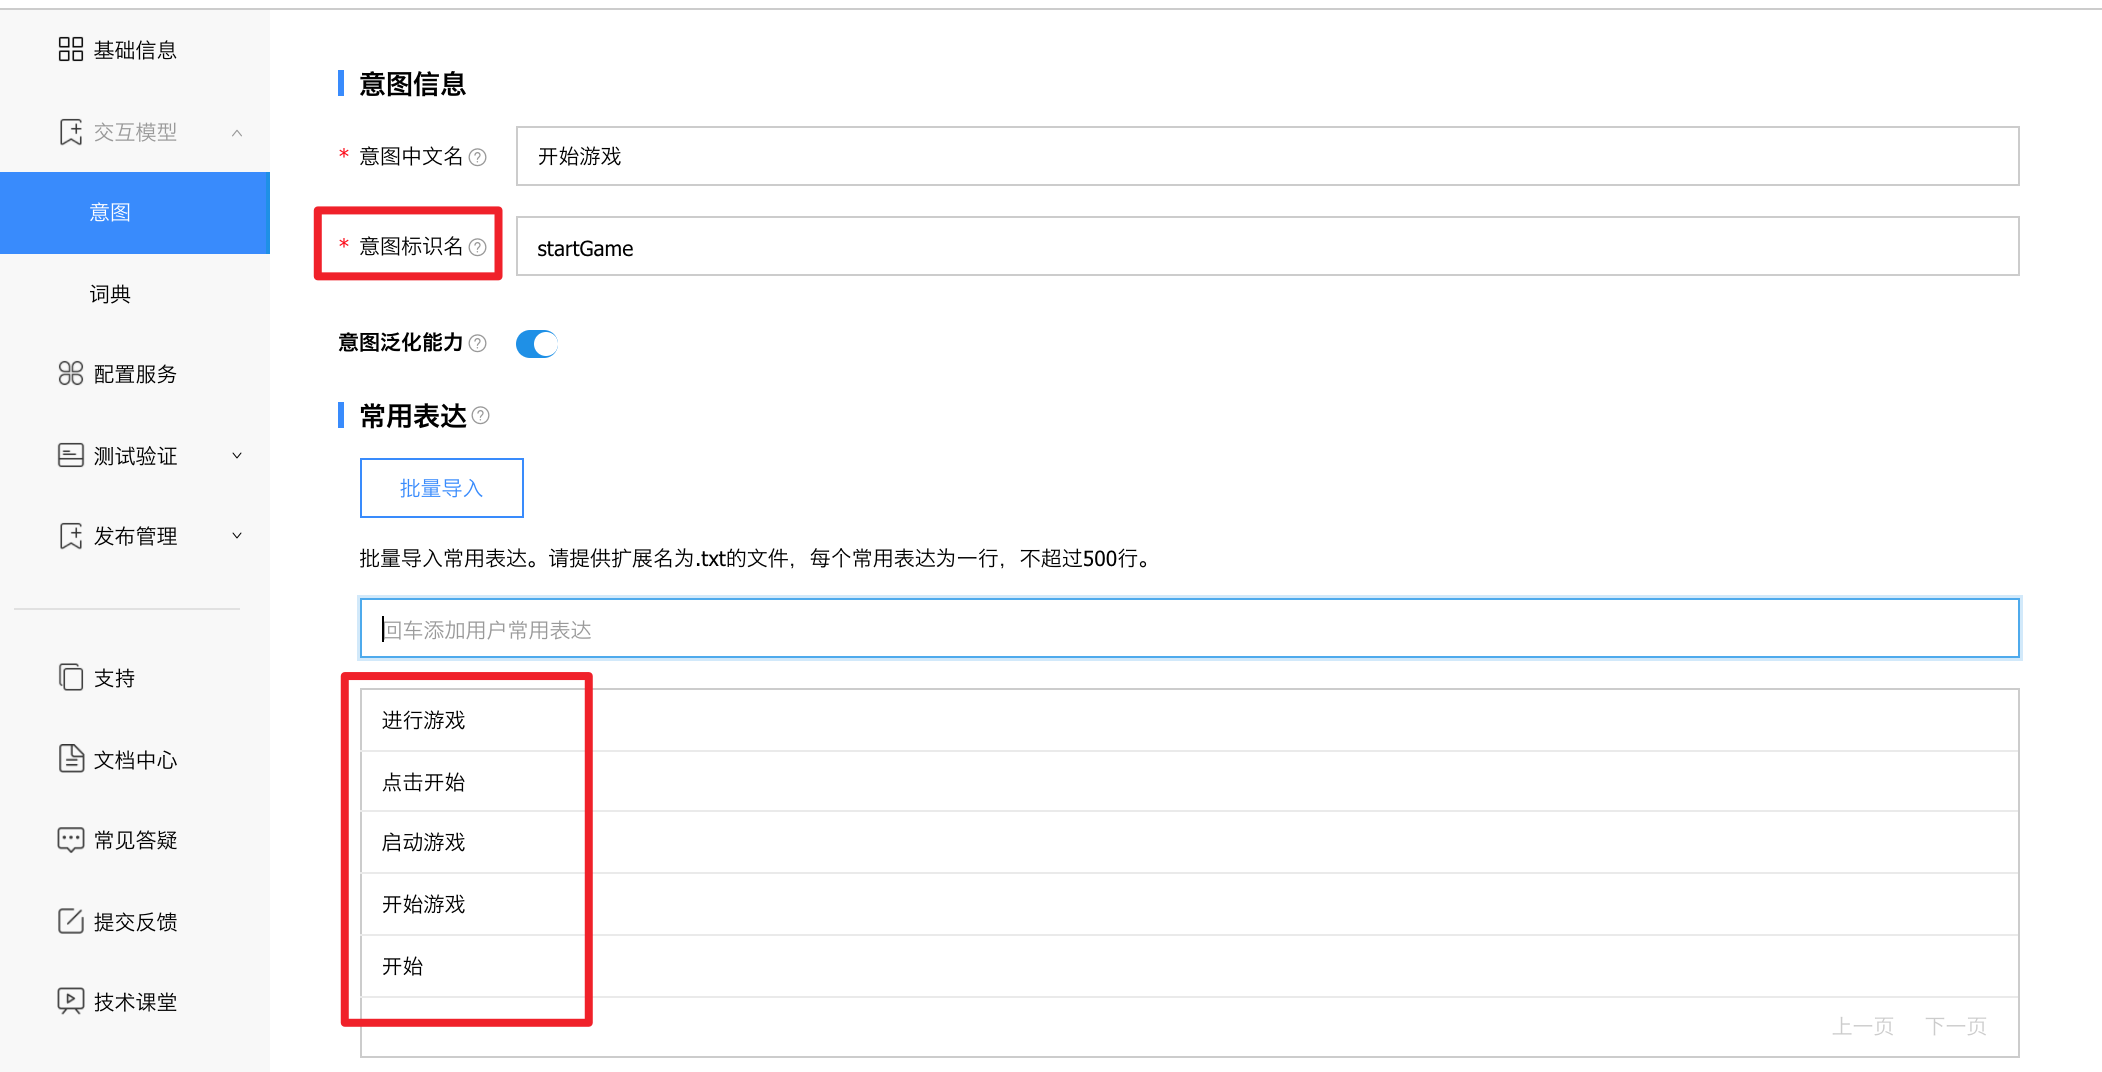 基础信息
交互模型
意图
词典
配置服务
测试验证
发布管理
支持
文档中心
常见答疑
提交反馈
技术课堂
意图信息
* 意图中文名 ? 开始游戏
* 意图标识名 ? startGame
意图泛化能力 ?
常用表达 ?
批量导入
批量导入常用表达。请提供扩展名为.txt的文件，每个常用表达为一行，不超过500行。
回车添加用户常用表达
进行游戏
点击开始
启动游戏
开始游戏
开始
上一页 下一页